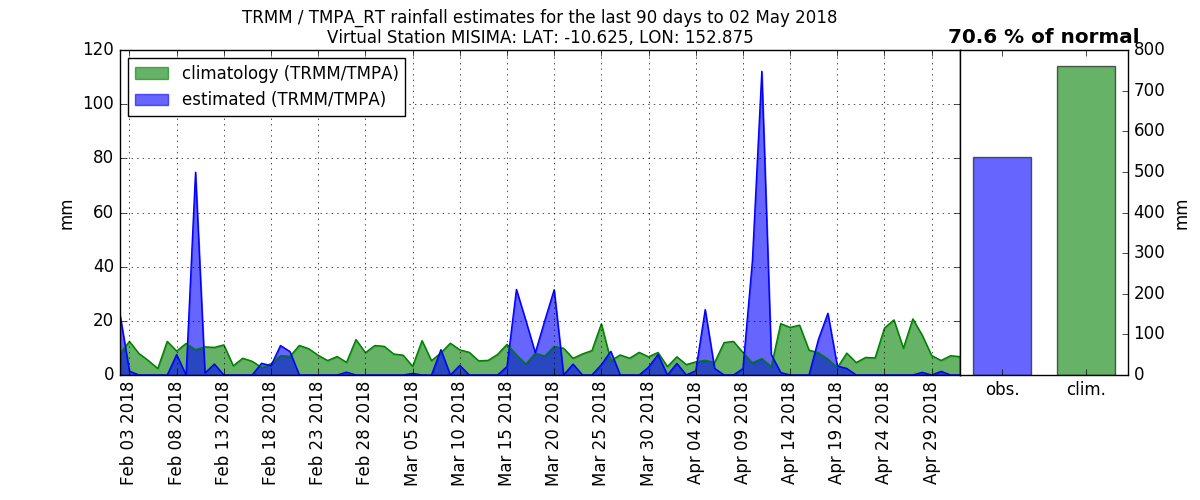 TRMM / TMPA_RT rainfall estimates for the last 90 days to 02 May 2018
Virtual Station MISIMA: LAT: -10.625, LON: 152.875
70.6 % of normal
climatology (TRMM/TMPA)
estimated (TRMM/TMPA)
mm
120
100
80
60
40
20
0
Feb 03 2018
Feb 08 2018
Feb 13 2018
Feb 18 2018
Feb 23 2018
Feb 28 2018
Mar 05 2018
Mar 10 2018
Mar 15 2018
Mar 20 2018
Mar 25 2018
Mar 30 2018
Apr 04 2018
Apr 09 2018
Apr 14 2018
Apr 19 2018
Apr 24 2018
Apr 29 2018
800
700
600
500
400
300
200
100
0
mm
obs.
clim.